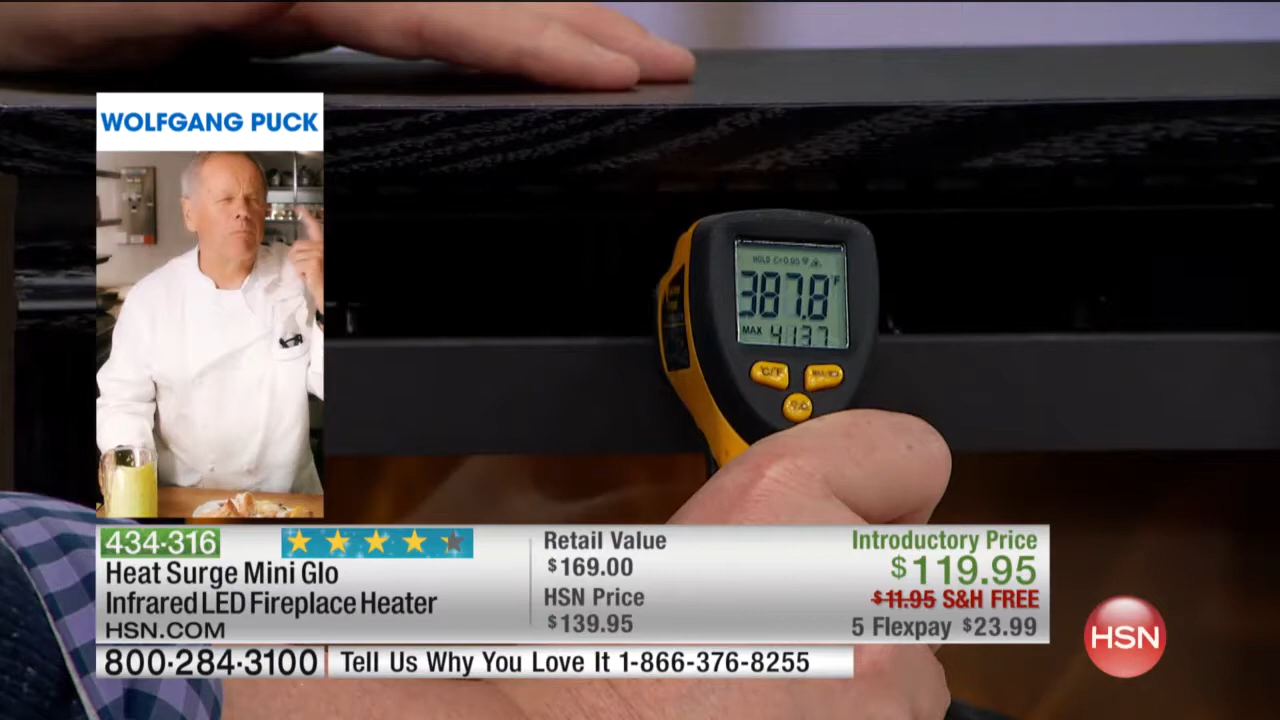 WOLFGANG PUCK
387.8 °F
MAX 413.7
C/F
434-316
Heat Surge Mini Glo
Infrared LED Fireplace Heater
HSN.COM
Retail Value
$169.00
HSN Price
$139.95
Introductory Price
$119.95
$11.95 S&H FREE
5 Flexpay $23.99
800·284·3100
Tell Us Why You Love It 1-866-376-8255
HSN